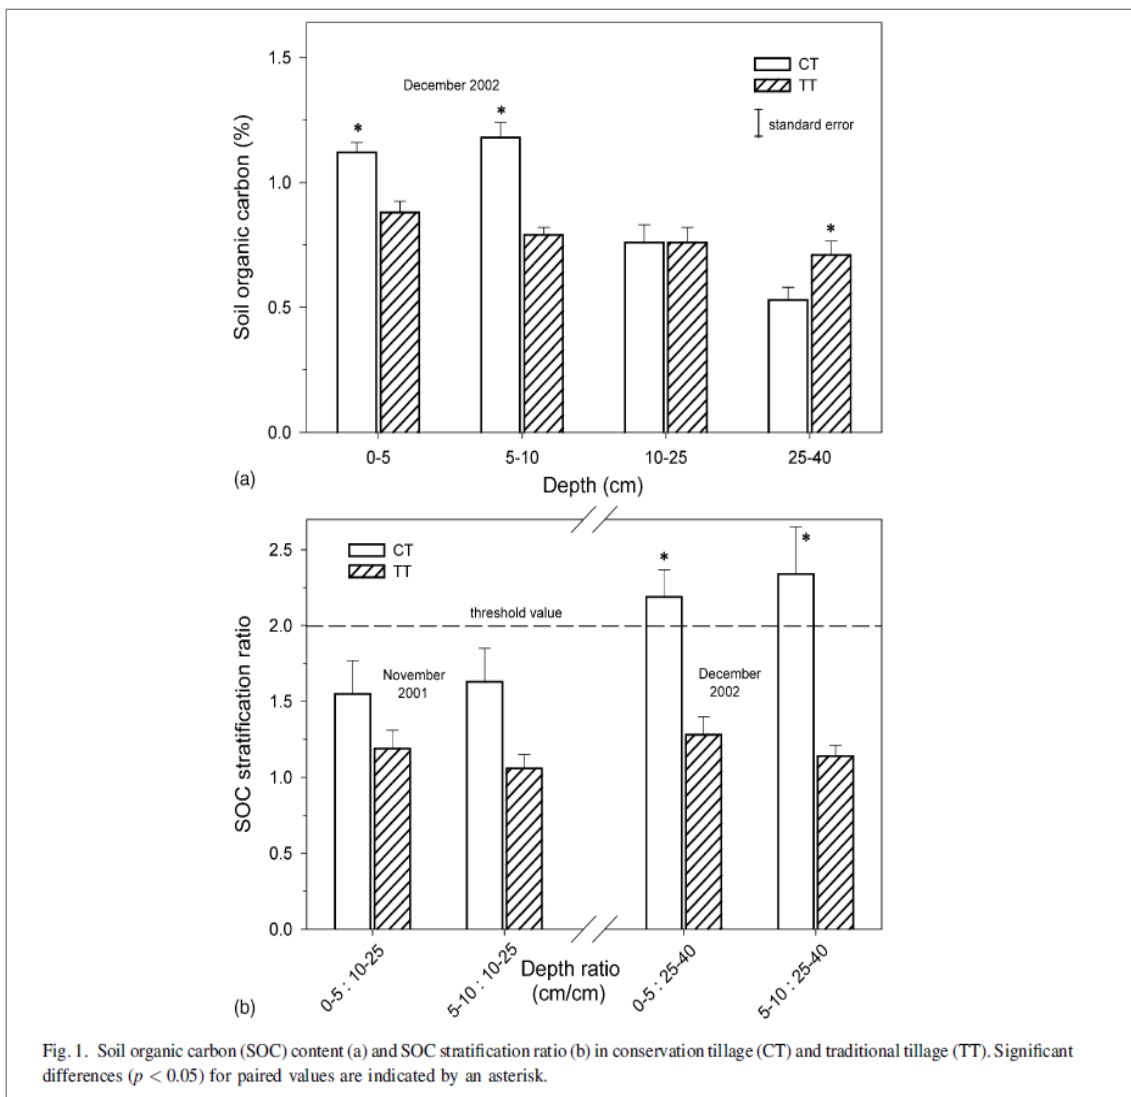 1.5
CT
TT
December 2002
*
*
standard error
1.0
*
0.5
0.0
Soil organic carbon (%)
0-5
5-10
10-25
25-40
(a)
Depth (cm)
2.5
CT
TT
*
*
threshold value
2.0
November
2001
December
2002
1.5
1.0
0.5
0.0
SOC stratification ratio
0-5 : 10-25
5-10 : 10-25
Depth ratio
(cm/cm)
0-5 : 25-40
5-10 : 25-40
(b)
Fig. 1. Soil organic carbon (SOC) content (a) and SOC stratification ratio (b) in conservation tillage (CT) and traditional tillage (TT). Significant
differences (p < 0.05) for paired values are indicated by an asterisk.